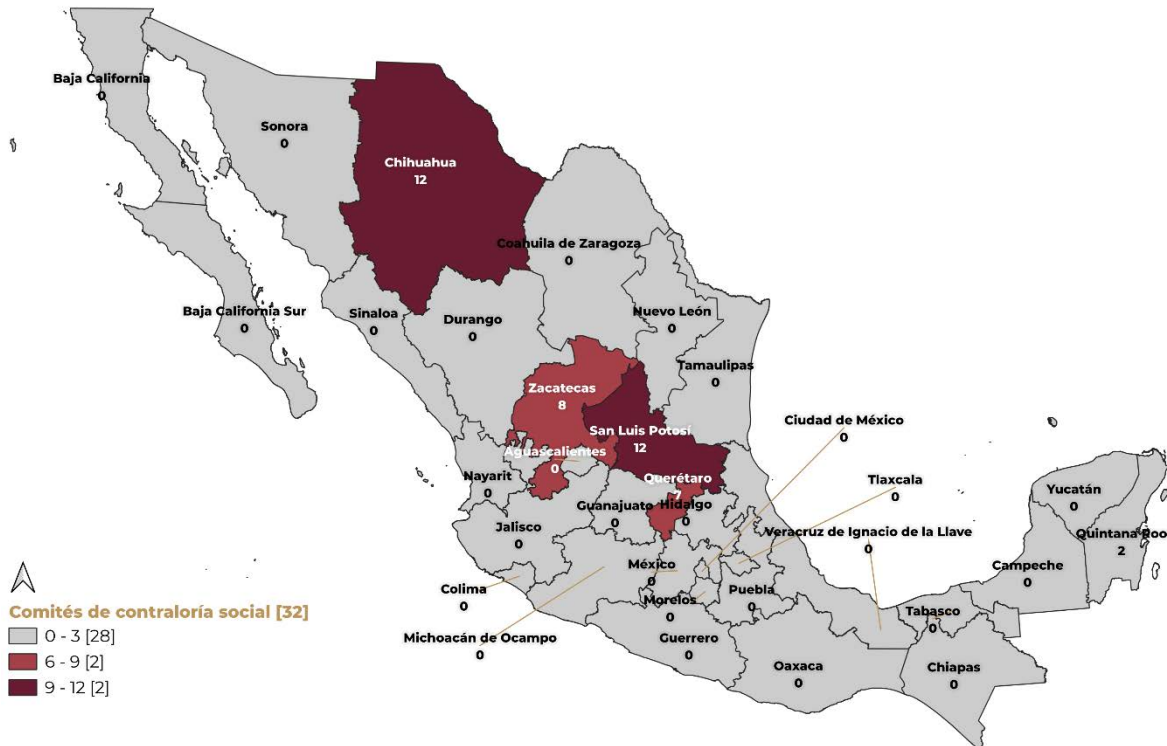 Baja California
0
Sonora
0
Chihuahua
12
Coahuila de Zaragoza
0
Baja California Sur
0
Sinaloa
0
Durango
0
Nuevo León
0
Tamaulipas
0
Zacatecas
8
San Luis Potosí
12
Ciudad de México
0
Aguascalientes
0
Querétaro
7
Tlaxcala
0
Nayarit
0
Guanajuato
0
Hidalgo
0
Yucatán
0
Jalisco
0
Veracruz de Ignacio de la Llave
0
Quintana Roo
2
Campeche
0
México
0
Colima
0
Morelos
0
Puebla
0
Tabasco
0
Michoacán de Ocampo
0
Guerrero
0
Oaxaca
0
Chiapas
0
Comités de contraloría social [32]
0 - 3 [28]
6 - 9 [2]
9 - 12 [2]